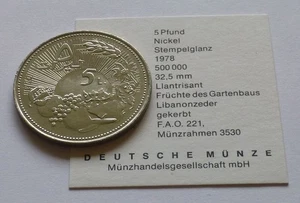 5
5 Pfund
Nickel
Stempelglanz
1978
500 000
32,5 mm
Llantrisant
Früchte des Gartenbaus
Libanonzeder
gekerbt
F.A.O. 221,
Münzrahmen 3530
DEUTSCHE MÜNZE
Münzhandelsgesellschaft mbH